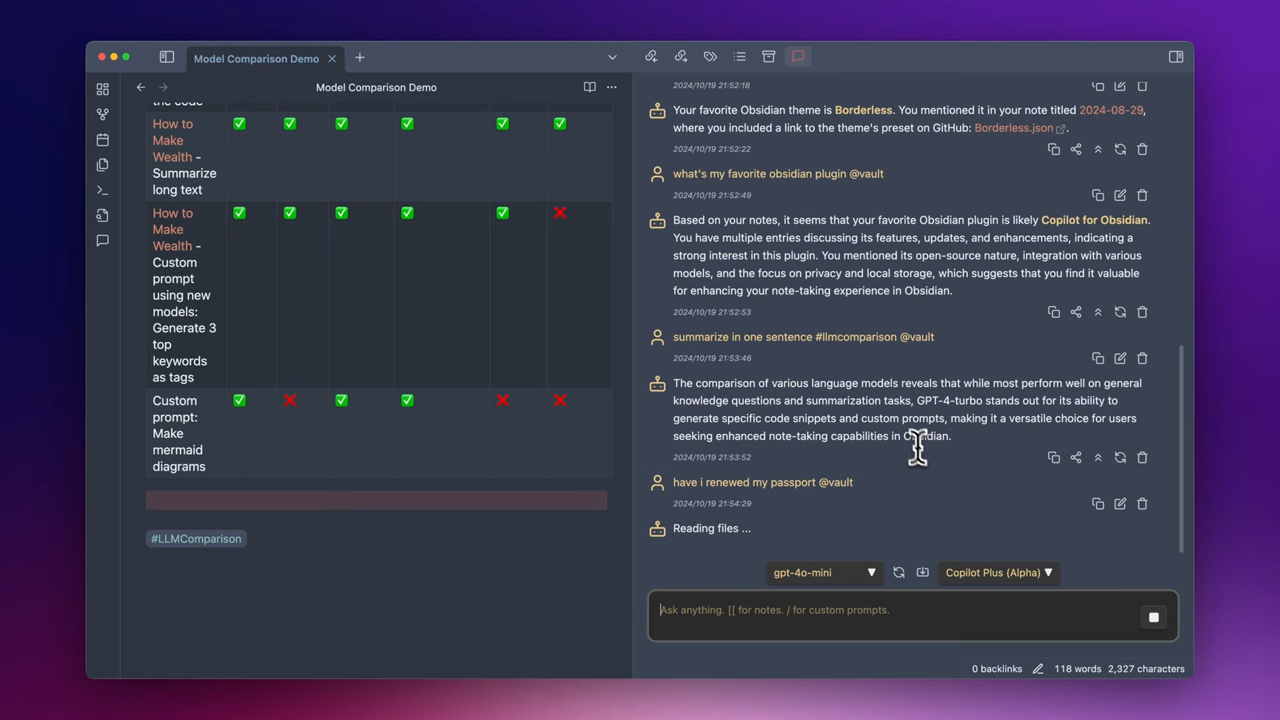 Model Comparison Demo
Model Comparison Demo
the code
How to
Make
Wealth -
Summarize
long text
How to
Make
Wealth -
Custom
prompt
using new
models:
Generate 3
top
keywords
as tags
Custom
prompt:
Make
mermaid
diagrams
#LLMComparison
2024/10/19 21:52:18
Your favorite Obsidian theme is Borderless. You mentioned it in your note titled 2024-08-29,
where you included a link to the theme's preset on GitHub: Borderless.json.
2024/10/19 21:52:22
what's my favorite obsidian plugin @vault
2024/10/19 21:52:49
Based on your notes, it seems that your favorite Obsidian plugin is likely Copilot for Obsidian.
You have multiple entries discussing its features, updates, and enhancements, indicating a
strong interest in this plugin. You mentioned its open-source nature, integration with various
models, and the focus on privacy and local storage, which suggests that you find it valuable
for enhancing your note-taking experience in Obsidian.
2024/10/19 21:52:53
summarize in one sentence #llmcomparison @vault
2024/10/19 21:53:46
The comparison of various language models reveals that while most perform well on general
knowledge questions and summarization tasks, GPT-4-turbo stands out for its ability to
generate specific code snippets and custom prompts, making it a versatile choice for users
seeking enhanced note-taking capabilities in Obsidian.
2024/10/19 21:53:52
have i renewed my passport @vault
2024/10/19 21:54:29
Reading files ...
gpt-4o-mini
Copilot Plus (Alpha)
Ask anything. [[ for notes. / for custom prompts.
0 backlinks 118 words 2,327 characters